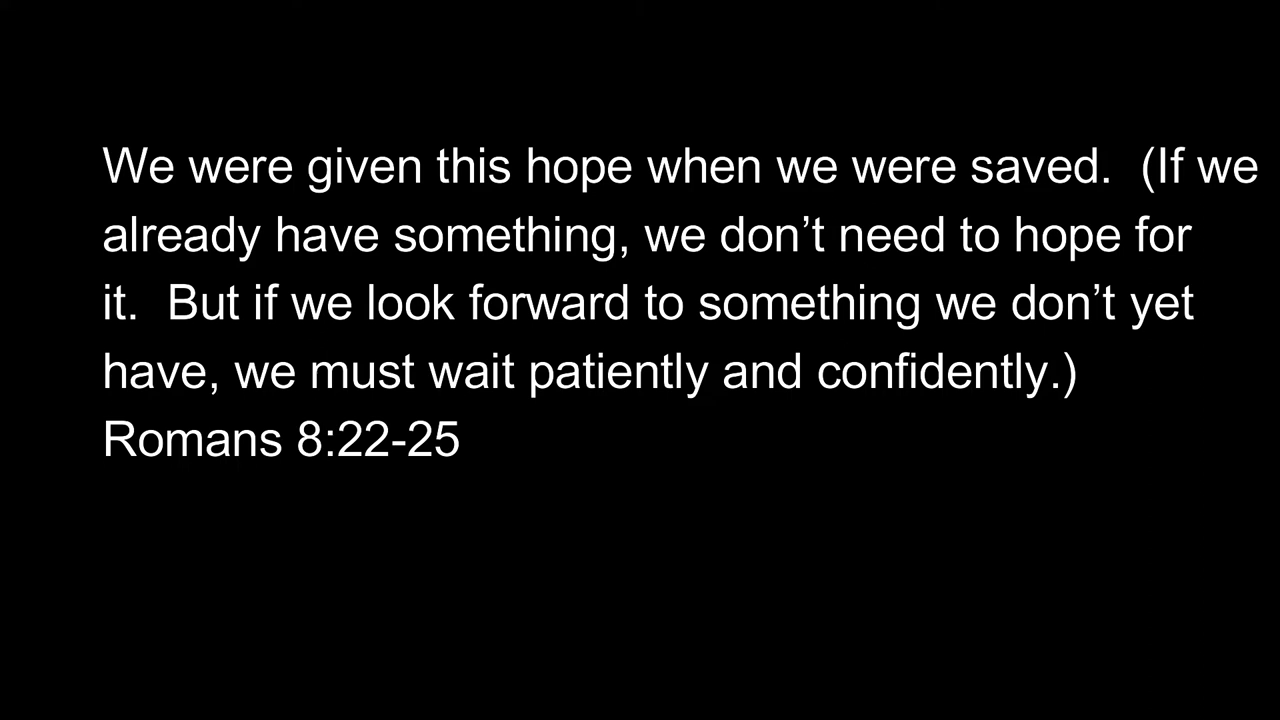 We were given this hope when we were saved.  (If we
already have something, we don’t need to hope for
it.  But if we look forward to something we don’t yet
have, we must wait patiently and confidently.)
Romans 8:22-25